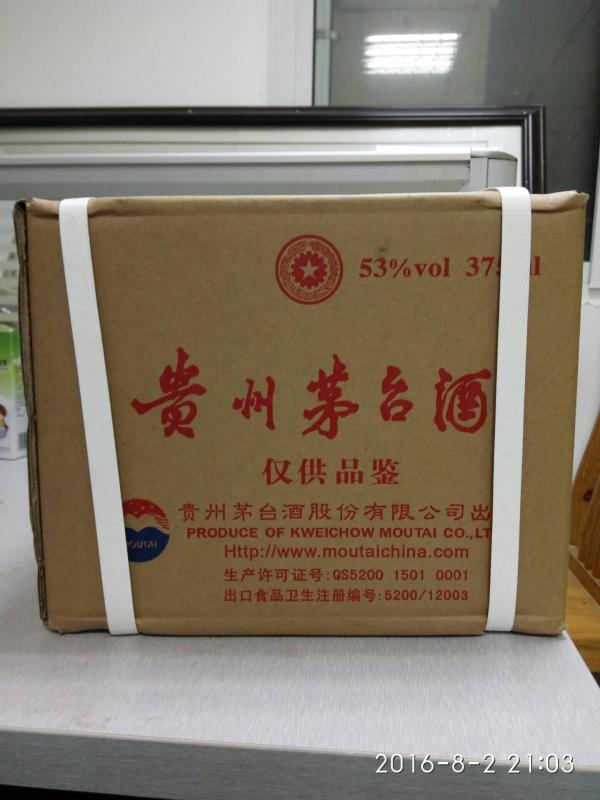 53%vol 375ml
贵州茅台酒
仅供品鉴
MOUTAI
贵州茅台酒股份有限公司出
PRODUCE OF KWEICHOW MOUTAI CO.,LT
Http://www.moutaichina.com
生产许可证号:QS5200 1501 0001
出口食品卫生注册编号:5200/12003
2016-8-2 21:03